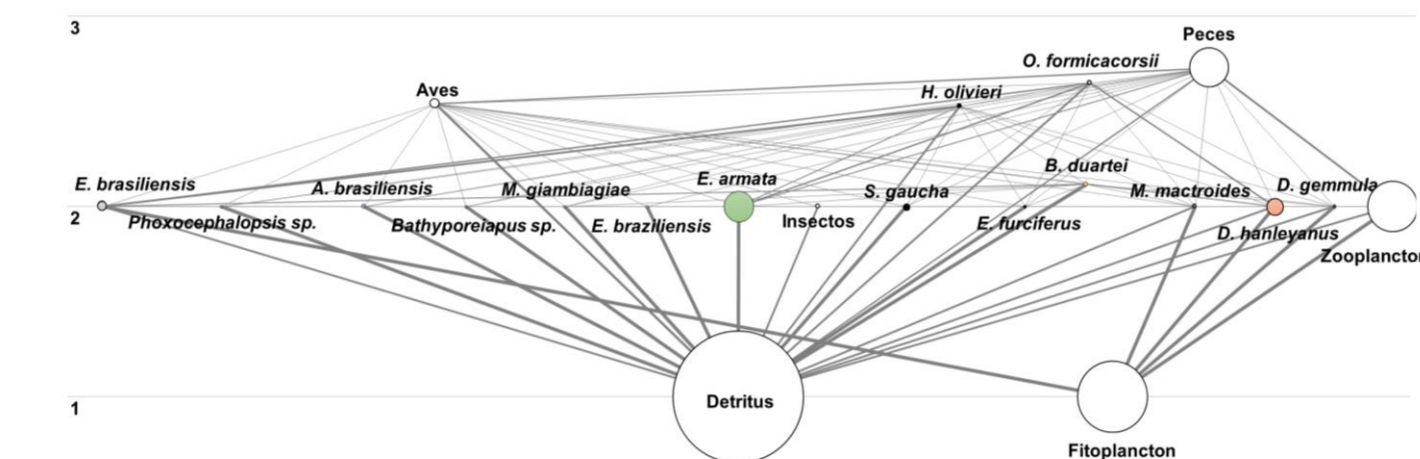 3
Peces
O. formicacorsii
Aves
H. olivieri
B. duartei
E. brasiliensis
A. brasiliensis
M. giambiagiae
E. armata
S. gaucha
M. mactroides
D. gemmula
2
Phoxocephalopsis sp.
Bathyporeiapus sp.
E. braziliensis
Insectos
E. furciferus
D. hanleyanus
Zooplancton
1
Detritus
Fitoplancton